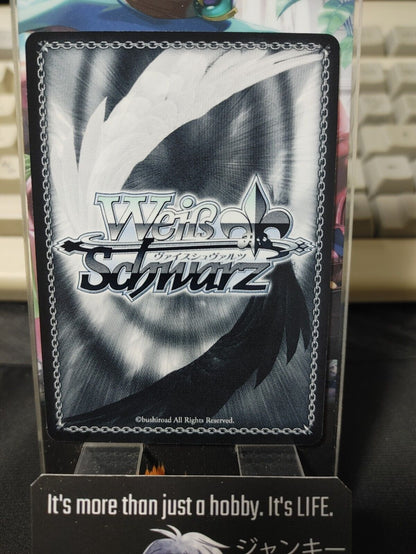 Weiß
Schwarz
ヴァイスシュヴァルツ
©bushiroad All Rights Reserved.
It's more than just a hobby. It's LIFE.
ジャンキー